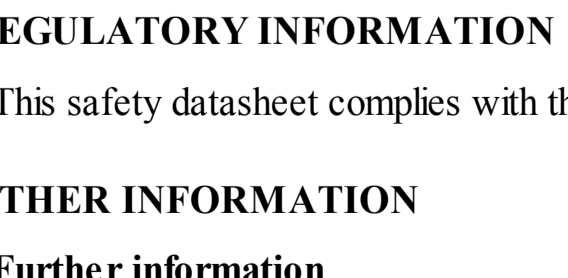 EGULATORY INFORMATION
This safety datasheet complies with th
THER INFORMATION
Further information